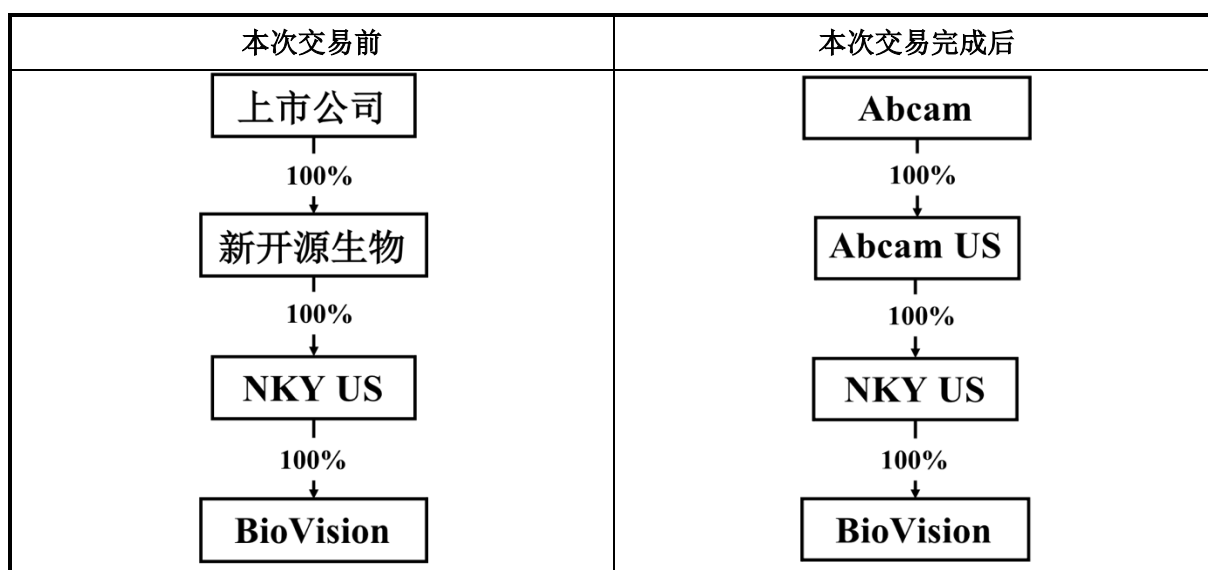 本次交易前
本次交易完成后
上市公司
100%
新开源生物
100%
NKY US
100%
BioVision
Abcam
100%
Abcam US
100%
NKY US
100%
BioVision